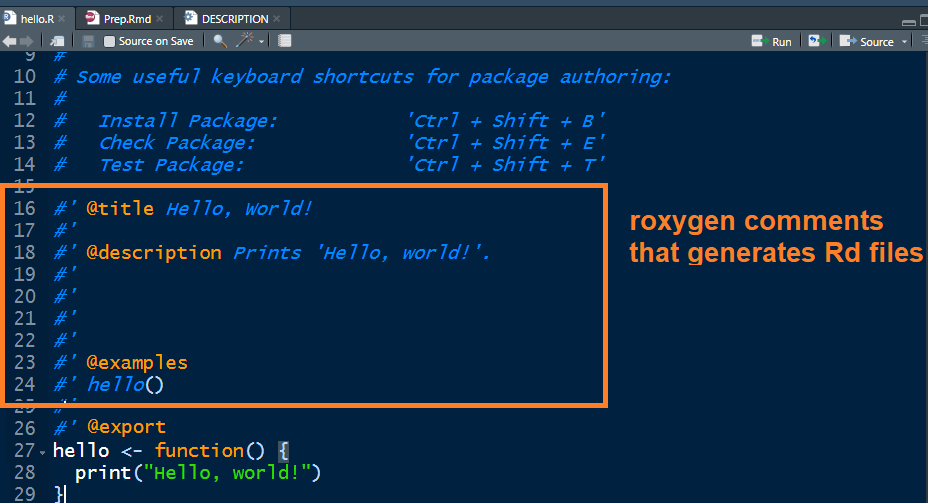 hello.R × Prep.Rmd × DESCRIPTION ×
Source on Save Run Source
9 #
10 # Some useful keyboard shortcuts for package authoring:
11 #
12 # Install Package: 'Ctrl + Shift + B'
13 # Check Package: 'Ctrl + Shift + E'
14 # Test Package: 'Ctrl + Shift + T'
15
16 #' @title Hello, World!
17 #'
18 #' @description Prints 'Hello, world!'.
19 #'
20 #'
21 #'
22 #'
23 #' @examples
24 #' hello()
25 #'
26 #' @export
27 hello <- function() {
28 print("Hello, world!")
29 }
roxygen comments
that generates Rd files